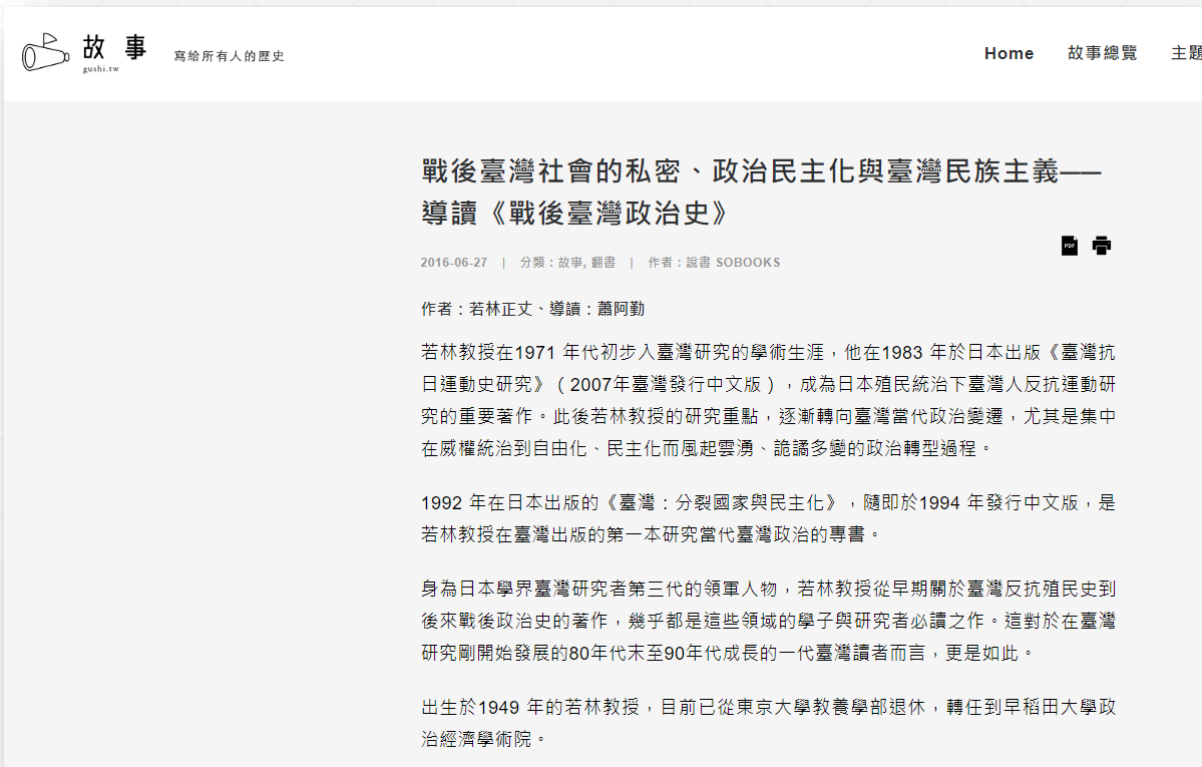 故事
gushi.tw
寫給所有人的歷史
Home 故事總覽 主題
戰後臺灣社會的私密、政治民主化與臺灣民族主義——
導讀《戰後臺灣政治史》
PDF
2016-06-27 | 分類：故事, 翻書 | 作者：說書 SOBOOKS
作者：若林正丈、導讀：蕭阿勤
若林教授在1971 年代初步入臺灣研究的學術生涯，他在1983 年於日本出版《臺灣抗
日運動史研究》（2007年臺灣發行中文版），成為日本殖民統治下臺灣人反抗運動研
究的重要著作。此後若林教授的研究重點，逐漸轉向臺灣當代政治變遷，尤其是集中
在威權統治到自由化、民主化而風起雲湧、詭譎多變的政治轉型過程。
1992 年在日本出版的《臺灣：分裂國家與民主化》，隨即於1994 年發行中文版，是
若林教授在臺灣出版的第一本研究當代臺灣政治的專書。
身為日本學界臺灣研究者第三代的領軍人物，若林教授從早期關於臺灣反抗殖民史到
後來戰後政治史的著作，幾乎都是這些領域的學子與研究者必讀之作。這對於在臺灣
研究剛開始發展的80年代末至90年代成長的一代臺灣讀者而言，更是如此。
出生於1949 年的若林教授，目前已從東京大學教養學部退休，轉任到早稻田大學政
治經濟學術院。